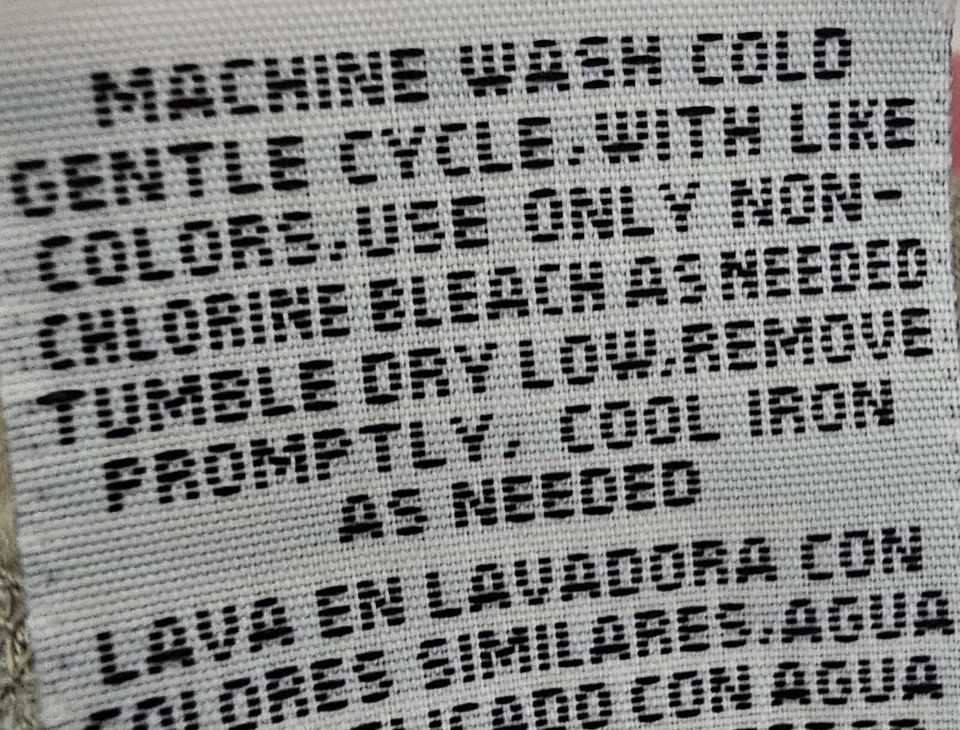 MACHINE WASH COLD
GENTLE CYCLE.WITH LIKE
COLORS.USE ONLY NON-
CHLORINE BLEACH AS NEEDED
TUMBLE DRY LOW.REMOVE
PROMPTLY, COOL IRON
AS NEEDED
LAVA EN LAVADORA CON
COLORES SIMILARES.AGUA
CON AGUA